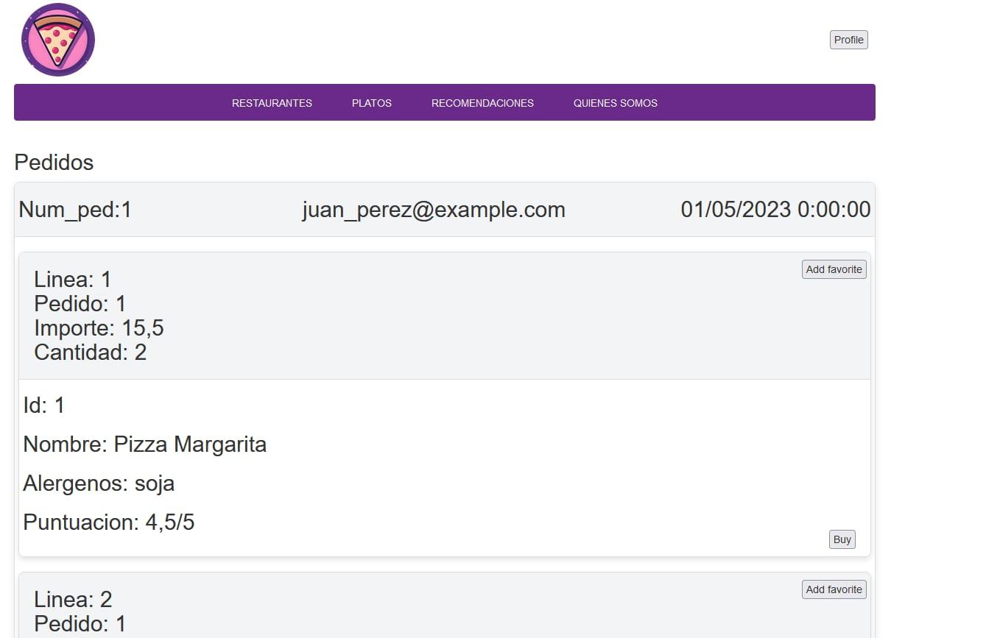 Profile
RESTAURANTES PLATOS RECOMENDACIONES QUIENES SOMOS
Pedidos
Num_ped:1 juan_perez@example.com 01/05/2023 0:00:00
Add favorite
Linea: 1
Pedido: 1
Importe: 15,5
Cantidad: 2
Id: 1
Nombre: Pizza Margarita
Alergenos: soja
Puntuacion: 4,5/5
Buy
Add favorite
Linea: 2
Pedido: 1